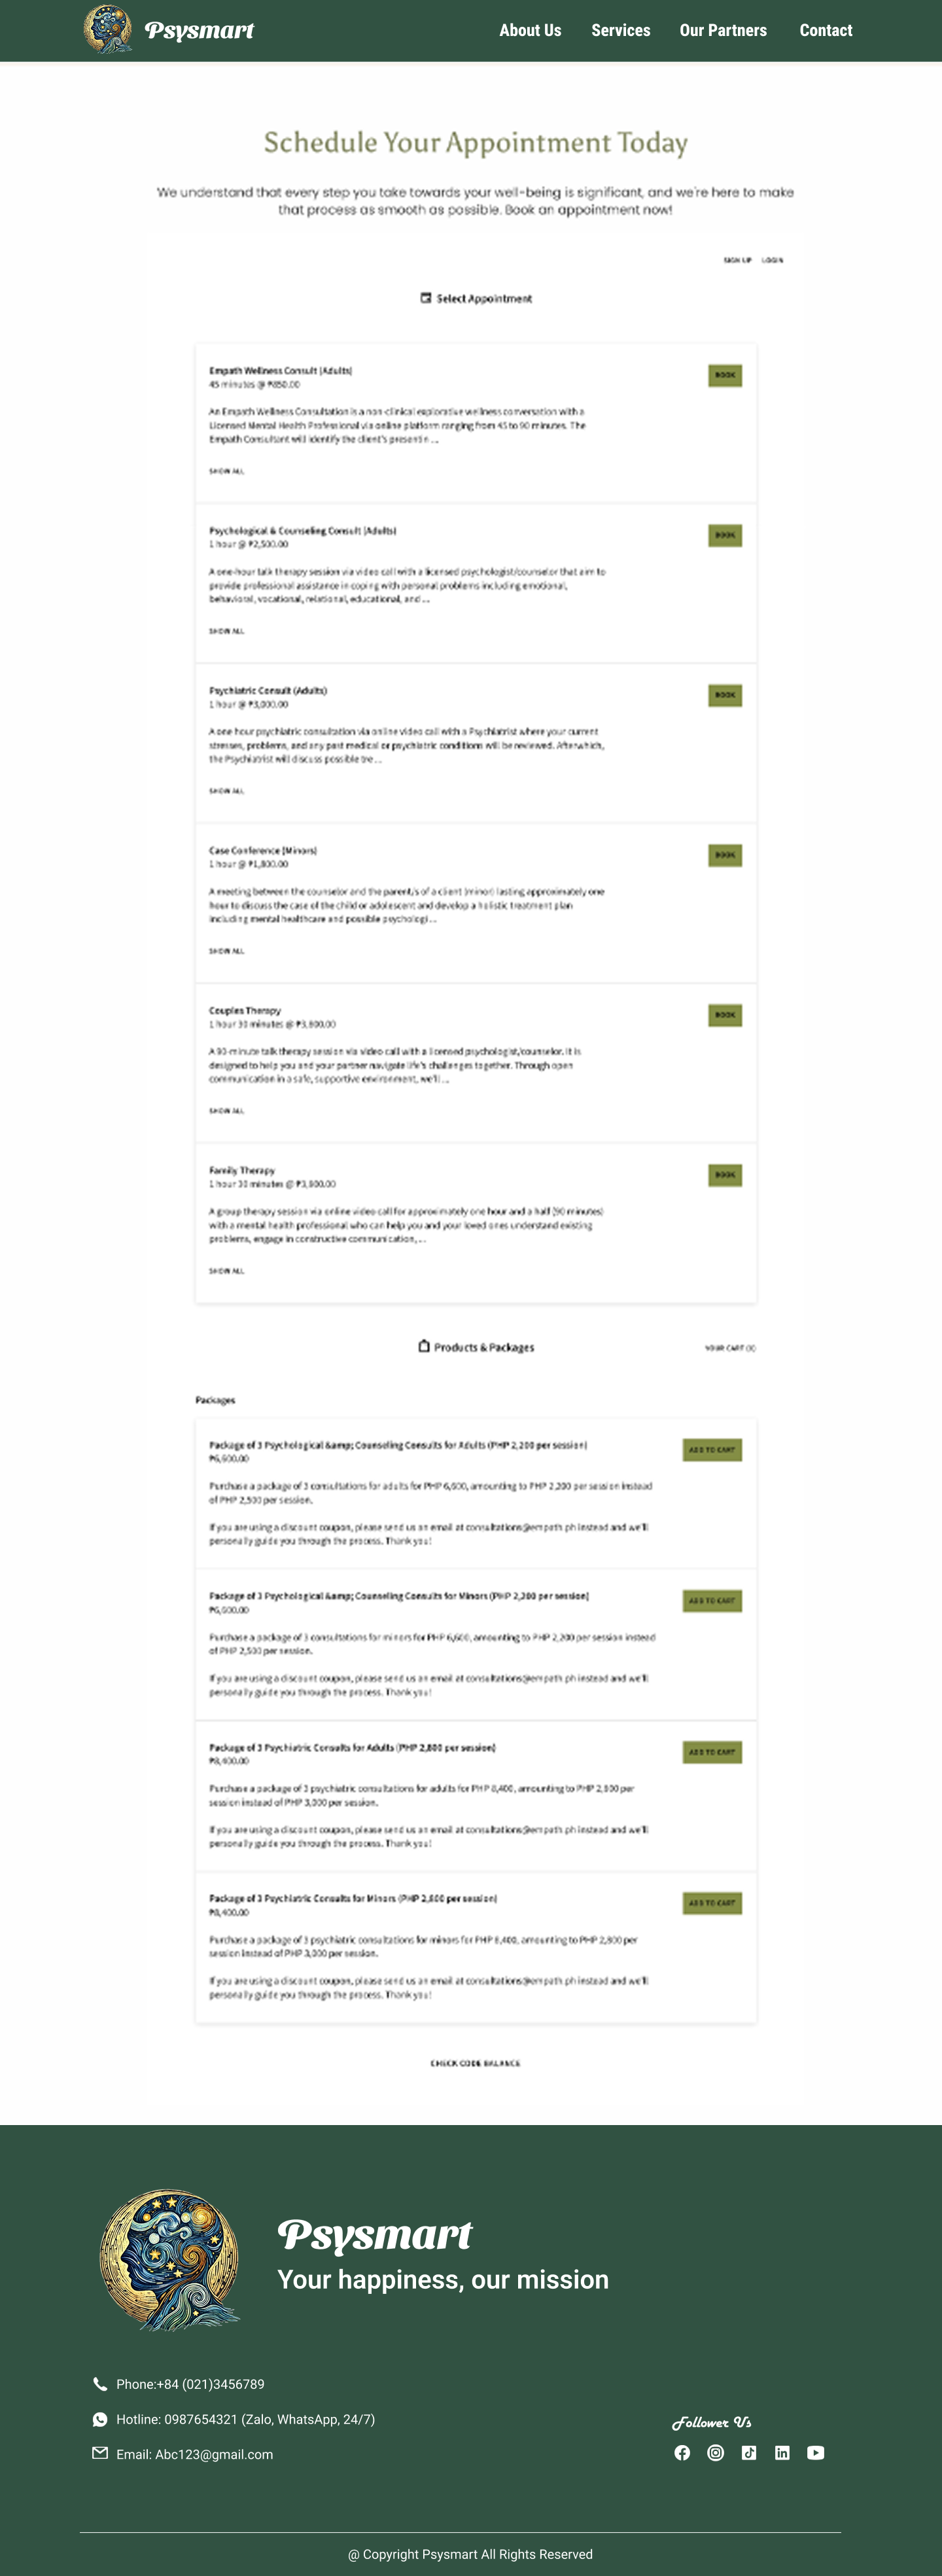 Psysmart
About Us Services Our Partners Contact
Schedule Your Appointment Today
We understand that every step you take towards your well-being is significant, and we're here to make
that process as smooth as possible. Book an appointment now!
SIGN UP LOGIN
Select Appointment
Empath Wellness Consult (Adults)
45 minutes @ ₱850.00
BOOK
An Empath Wellness Consultation is a non-clinical explorative wellness conversation with a
Licensed Mental Health Professional via online platform ranging from 45 to 90 minutes. The
Empath Consultant will identify the client's presentin ...
SHOW ALL
Psychological & Counseling Consult (Adults)
1 hour @ ₱2,500.00
BOOK
A one-hour talk therapy session via video call with a licensed psychologist/counselor that aim to
provide professional assistance in coping with personal problems including emotional,
behavioral, vocational, relational, educational, and ...
SHOW ALL
Psychiatric Consult (Adults)
1 hour @ ₱3,000.00
BOOK
A one hour psychiatric consultation via online video call with a Psychiatrist where your current
stresses, problems, and any past medical or psychiatric conditions will be reviewed. Afterwhich,
the Psychiatrist will discuss possible tre ...
SHOW ALL
Case Conference (Minors)
1 hour @ ₱1,800.00
BOOK
A meeting between the counselor and the parent/s of a client (minor) lasting approximately one
hour to discuss the case of the child or adolescent and develop a holistic treatment plan
including mental healthcare and possible psychologi ...
SHOW ALL
Couples Therapy
1 hour 30 minutes @ ₱3,800.00
BOOK
A 90-minute talk therapy session via video call with a licensed psychologist/counselor. It is
designed to help you and your partner navigate life's challenges together. Through open
communication in a safe, supportive environment, we'll ...
SHOW ALL
Family Therapy
1 hour 30 minutes @ ₱3,800.00
BOOK
A group therapy session via online video call for approximately one hour and a half (90 minutes)
with a mental health professional who can help you and your loved ones understand existing
problems, engage in constructive communication, ...
SHOW ALL
Products & Packages
YOUR CART (0)
Packages
Package of 3 Psychological &amp; Counseling Consults for Adults (PHP 2,200 per session)
₱6,600.00
ADD TO CART
Purchase a package of 3 consultations for adults for PHP 6,600, amounting to PHP 2,200 per session instead
of PHP 2,500 per session.
If you are using a discount coupon, please send us an email at consultations@empath.ph instead and we'll
personally guide you through the process. Thank you!
Package of 3 Psychological &amp; Counseling Consults for Minors (PHP 2,200 per session)
₱6,600.00
ADD TO CART
Purchase a package of 3 consultations for minors for PHP 6,600, amounting to PHP 2,200 per session instead
of PHP 2,500 per session.
If you are using a discount coupon, please send us an email at consultations@empath.ph instead and we'll
personally guide you through the process. Thank you!
Package of 3 Psychiatric Consults for Adults (PHP 2,800 per session)
₱8,400.00
ADD TO CART
Purchase a package of 3 psychiatric consultations for adults for PHP 8,400, amounting to PHP 2,800 per
session instead of PHP 3,000 per session.
If you are using a discount coupon, please send us an email at consultations@empath.ph instead and we'll
personally guide you through the process. Thank you!
Package of 3 Psychiatric Consults for Minors (PHP 2,800 per session)
₱8,400.00
ADD TO CART
Purchase a package of 3 psychiatric consultations for minors for PHP 8,400, amounting to PHP 2,800 per
session instead of PHP 3,000 per session.
If you are using a discount coupon, please send us an email at consultations@empath.ph instead and we'll
personally guide you through the process. Thank you!
CHECK CODE BALANCE
Psysmart
Your happiness, our mission
Phone:+84 (021)3456789
Hotline: 0987654321 (Zalo, WhatsApp, 24/7)
Email: Abc123@gmail.com
Follower Us
@ Copyright Psysmart All Rights Reserved